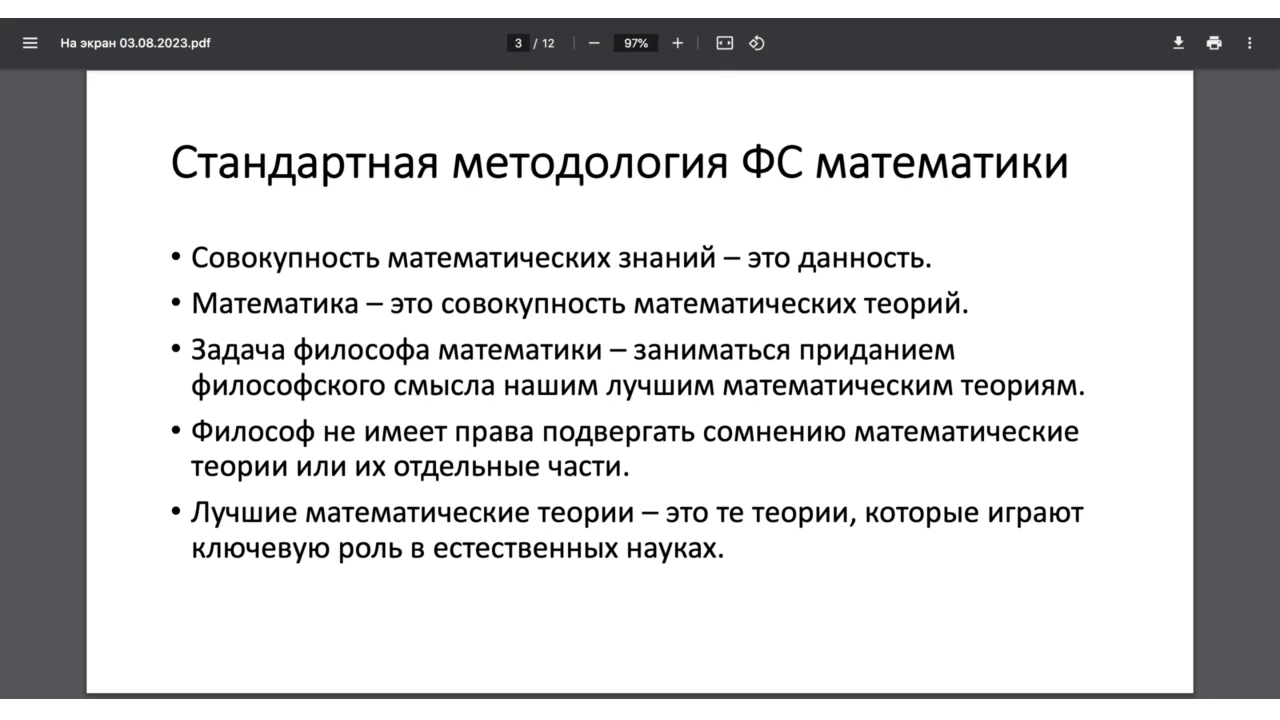 На экран 03.08.2023.pdf
3 / 12
97%
Стандартная методология ФС математики
• Совокупность математических знаний – это данность.
• Математика – это совокупность математических теорий.
• Задача философа математики – заниматься приданием
философского смысла нашим лучшим математическим теориям.
• Философ не имеет права подвергать сомнению математические
теории или их отдельные части.
• Лучшие математические теории – это те теории, которые играют
ключевую роль в естественных науках.